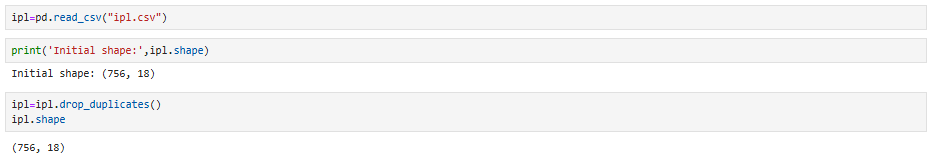 ipl=pd.read_csv("ipl.csv")
print('Initial shape:',ipl.shape)
Initial shape: (756, 18)
ipl=ipl.drop_duplicates()
ipl.shape
(756, 18)